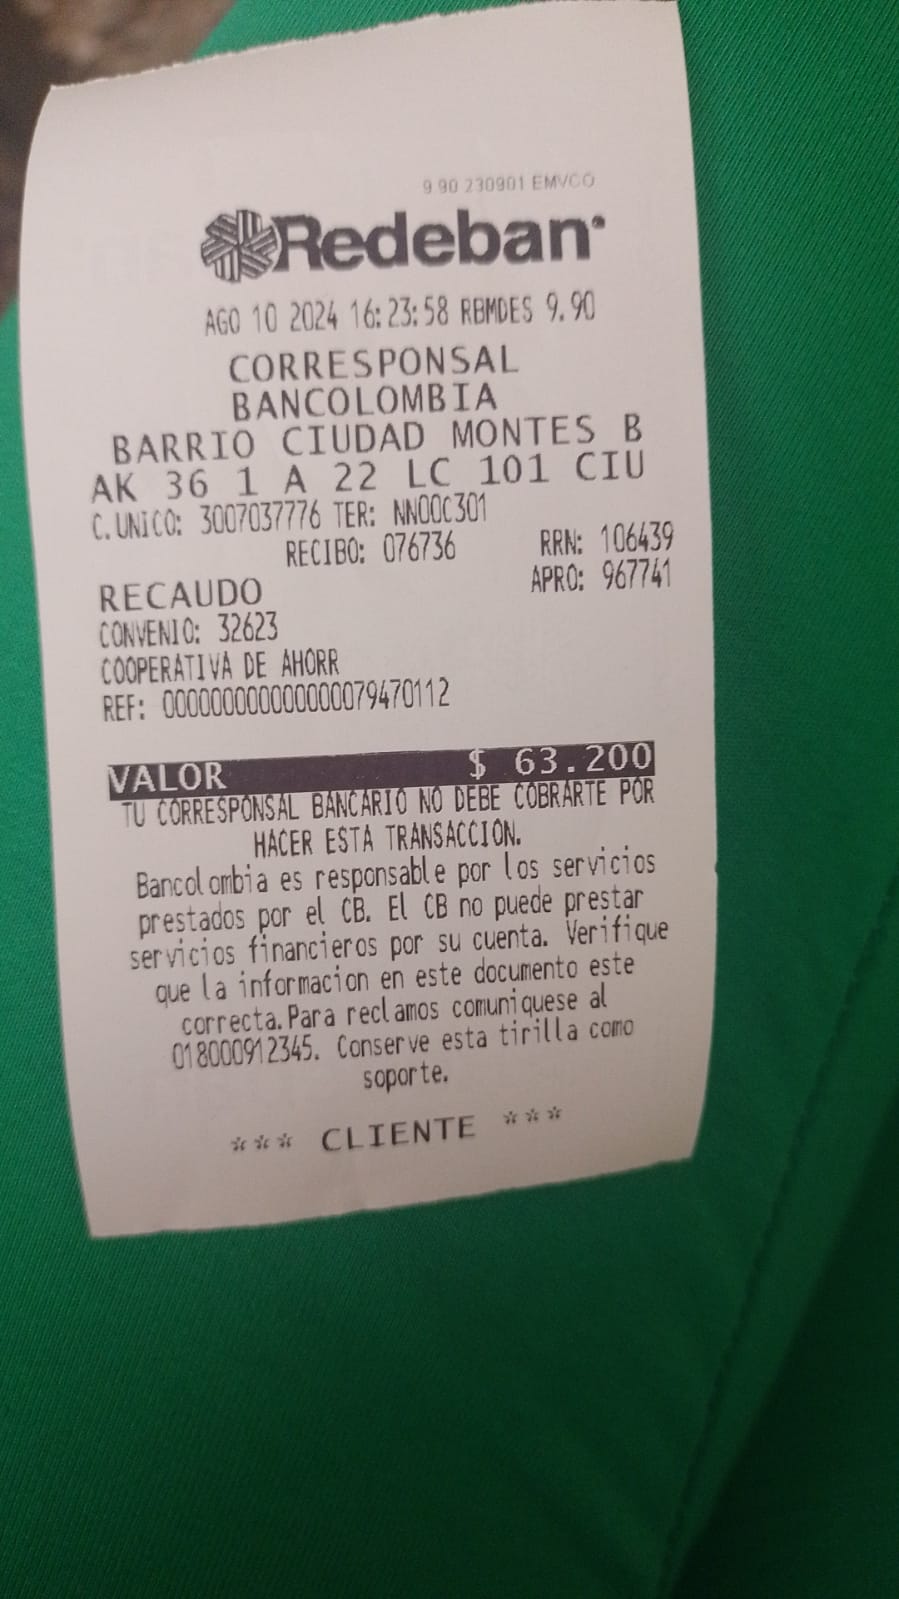 9.90 230901 EMVCO
Redeban
AGO 10 2024 16:23:58 RBMDES 9.90
CORRESPONSAL
BANCOLOMBIA
BARRIO CIUDAD MONTES B
AK 36 1 A 22 LC 101 CIU
C.UNICO: 3007037776 TER: NN00C301
RECIBO: 076736 RRN: 106439
RECAUDO APRO: 967741
CONVENIO: 32623
COOPERATIVA DE AHORR
REF: 000000000000000079470112
VALOR $ 63.200
TU CORRESPONSAL BANCARIO NO DEBE COBRARTE POR
HACER ESTA TRANSACCION.
Bancolombia es responsable por los servicios
prestados por el CB. El CB no puede prestar
servicios financieros por su cuenta. Verifique
que la informacion en este documento este
correcta.Para reclamos comuniquese al
018000912345. Conserve esta tirilla como
soporte.
*** CLIENTE ***